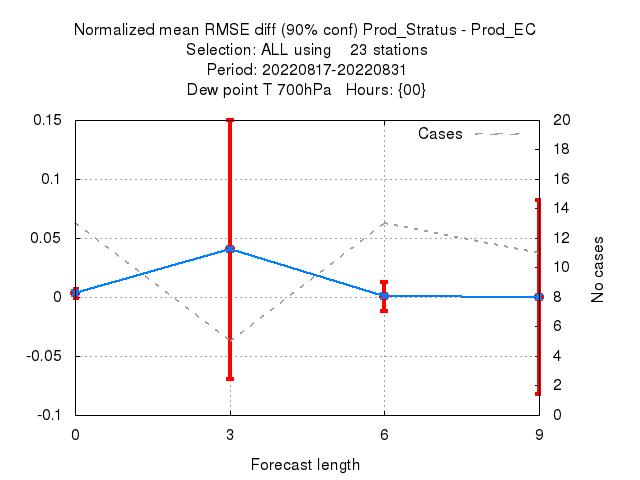 Normalized mean RMSE diff (90% conf) Prod_Stratus - Prod_EC
Selection: ALL using    23 stations
Period: 20220817-20220831
Dew point T 700hPa   Hours: {00}
0.15
0.1
0.05
0
-0.05
-0.1
20
18
16
14
12
10
8
6
4
2
0
Cases
No cases
0 3 6 9
Forecast length